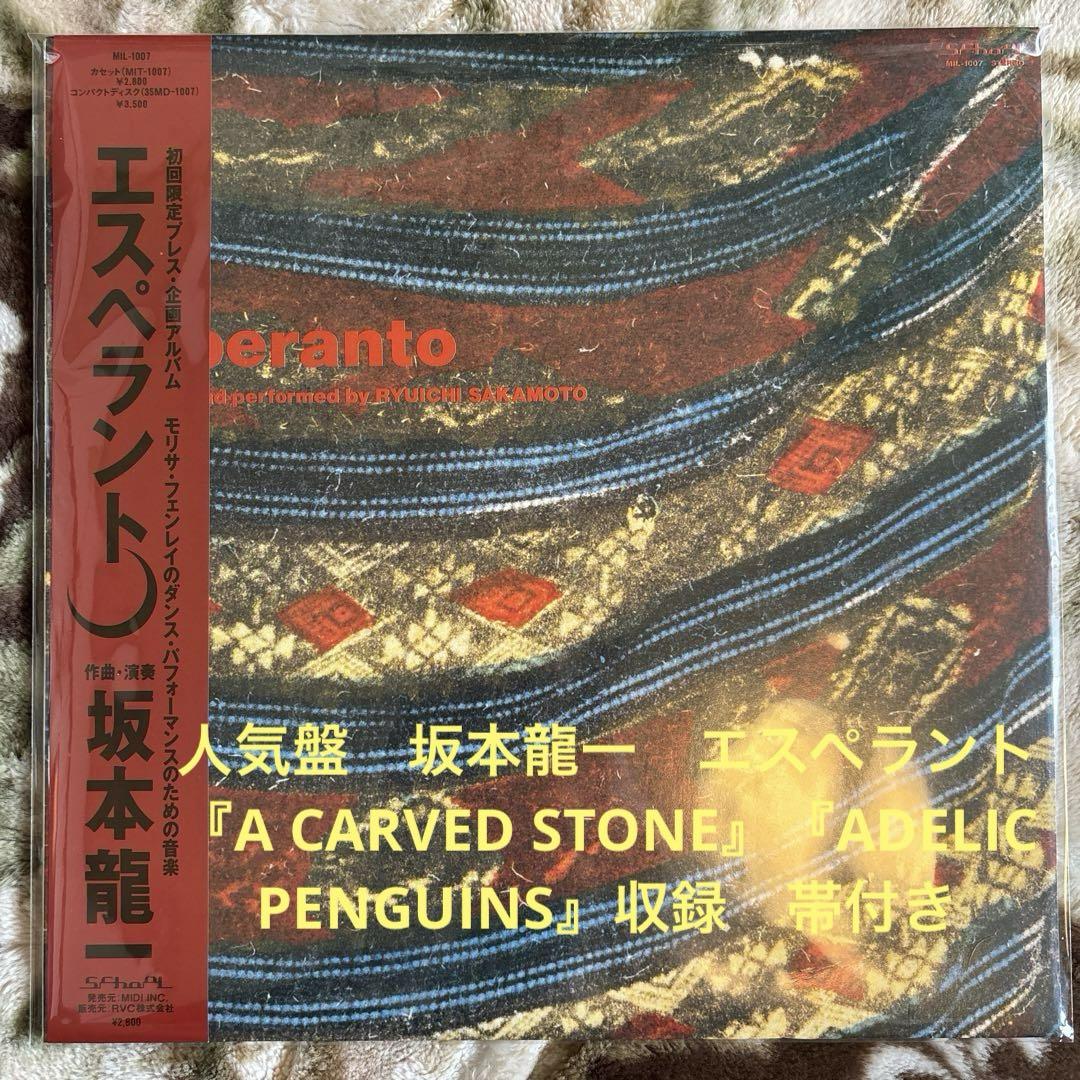 MIL-1007
カセット(MIT-1007)
¥2,800
コンパクトディスク(35MD-1007)
¥3,500
エスペラント
初回限定プレス・企画アルバム　モリサ・フェンレイのダンス・パフォーマンスのための音楽
作曲・演奏
坂本龍一
School
発売元:MIDI,INC.
販売元:RVC株式会社
¥2,800
School
MIL-1007 STEREO
peranto
nd performed by RYUICHI SAKAMOTO
人気盤　坂本龍一　エスペラント
『A CARVED STONE』『ADELIC
PENGUINS』収録　帯付き